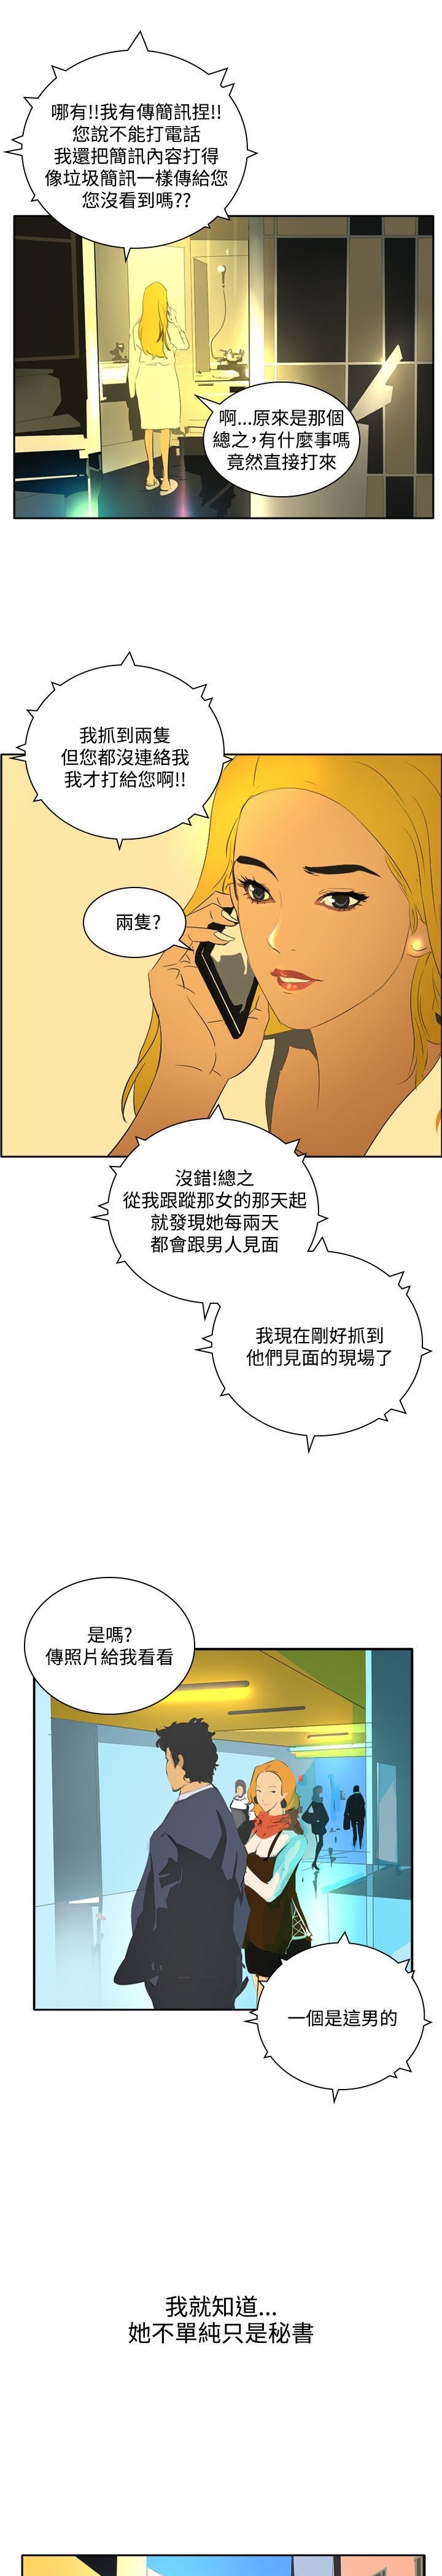 哪有!!我有傳簡訊捏!!
您說不能打電話
我還把簡訊內容打得
像垃圾簡訊一樣傳給您
您沒看到嗎??
啊...原來是那個
總之,有什麼事嗎
竟然直接打來
我抓到兩隻
但您都沒連絡我
我才打給您啊!!
兩隻?
沒錯!總之
從我跟蹤那女的那天起
就發現她每兩天
都會跟男人見面
我現在剛好抓到
他們見面的現場了
是嗎?
傳照片給我看看
一個是這男的
我就知道...
她不單純只是秘書